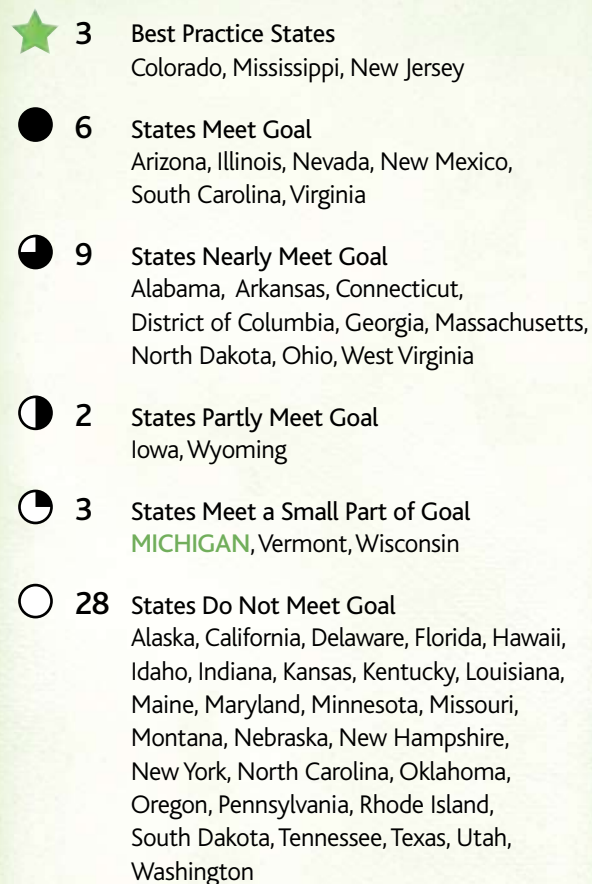 3 Best Practice States
Colorado, Mississippi, New Jersey
6 States Meet Goal
Arizona, Illinois, Nevada, New Mexico,
South Carolina, Virginia
9 States Nearly Meet Goal
Alabama, Arkansas, Connecticut,
District of Columbia, Georgia, Massachusetts,
North Dakota, Ohio, West Virginia
2 States Partly Meet Goal
Iowa, Wyoming
3 States Meet a Small Part of Goal
MICHIGAN, Vermont, Wisconsin
28 States Do Not Meet Goal
Alaska, California, Delaware, Florida, Hawaii,
Idaho, Indiana, Kansas, Kentucky, Louisiana,
Maine, Maryland, Minnesota, Missouri,
Montana, Nebraska, New Hampshire,
New York, North Carolina, Oklahoma,
Oregon, Pennsylvania, Rhode Island,
South Dakota, Tennessee, Texas, Utah,
Washington